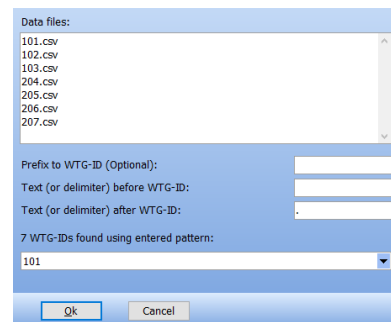 Data files:
101.csv
102.csv
103.csv
204.csv
205.csv
206.csv
207.csv
Prefix to WTG-ID (Optional):
Text (or delimiter) before WTG-ID:
Text (or delimiter) after WTG-ID: .
7 WTG-IDs found using entered pattern:
101
Ok Cancel